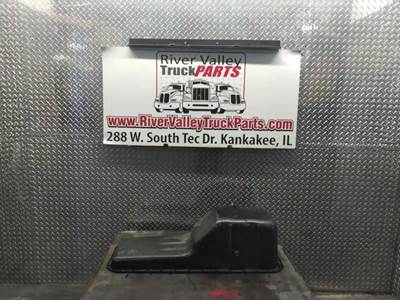 River Valley
TruckPARTS
www.RiverValleyTruckParts.com
288 W. South Tec Dr. Kankakee, IL